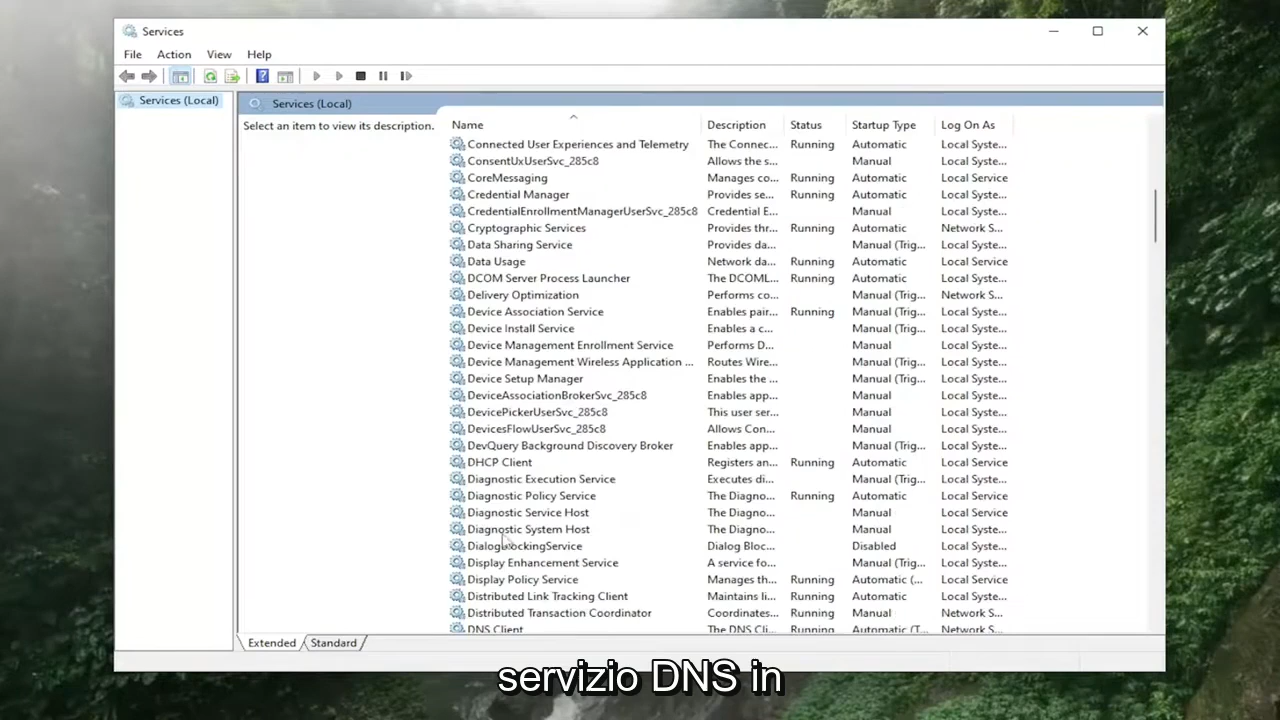 Services
File Action View Help
Services (Local)
Services (Local)
Select an item to view its description.
Name Description Status Startup Type Log On As
Connected User Experiences and Telemetry The Connec... Running Automatic Local Syste...
ConsentUxUserSvc_285c8 Allows the s... Manual Local Syste...
CoreMessaging Manages co... Running Automatic Local Service
Credential Manager Provides se... Running Automatic Local Syste...
CredentialEnrollmentManagerUserSvc_285c8 Credential E... Manual Local Syste...
Cryptographic Services Provides thr... Running Automatic Network S...
Data Sharing Service Provides da... Manual (Trig... Local Syste...
Data Usage Network da... Running Automatic Local Service
DCOM Server Process Launcher The DCOML... Running Automatic Local Syste...
Delivery Optimization Performs co... Manual (Trig... Network S...
Device Association Service Enables pair... Running Manual (Trig... Local Syste...
Device Install Service Enables a c... Manual (Trig... Local Syste...
Device Management Enrollment Service Performs D... Manual Local Syste...
Device Management Wireless Application ... Routes Wire... Manual (Trig... Local Syste...
Device Setup Manager Enables the ... Manual (Trig... Local Syste...
DeviceAssociationBrokerSvc_285c8 Enables app... Manual Local Syste...
DevicePickerUserSvc_285c8 This user ser... Manual Local Syste...
DevicesFlowUserSvc_285c8 Allows Con... Manual Local Syste...
DevQuery Background Discovery Broker Enables app... Manual (Trig... Local Syste...
DHCP Client Registers an... Running Automatic Local Service
Diagnostic Execution Service Executes di... Manual (Trig... Local Syste...
Diagnostic Policy Service The Diagno... Running Automatic Local Service
Diagnostic Service Host The Diagno... Manual Local Service
Diagnostic System Host The Diagno... Manual Local Syste...
DialogBlockingService Dialog Bloc... Disabled Local Syste...
Display Enhancement Service A service fo... Manual (Trig... Local Syste...
Display Policy Service Manages th... Running Automatic (... Local Service
Distributed Link Tracking Client Maintains li... Running Automatic Local Syste...
Distributed Transaction Coordinator Coordinates... Running Manual Network S...
DNS Client The DNS Cli... Running Automatic (T... Network S...
Extended Standard
servizio DNS in